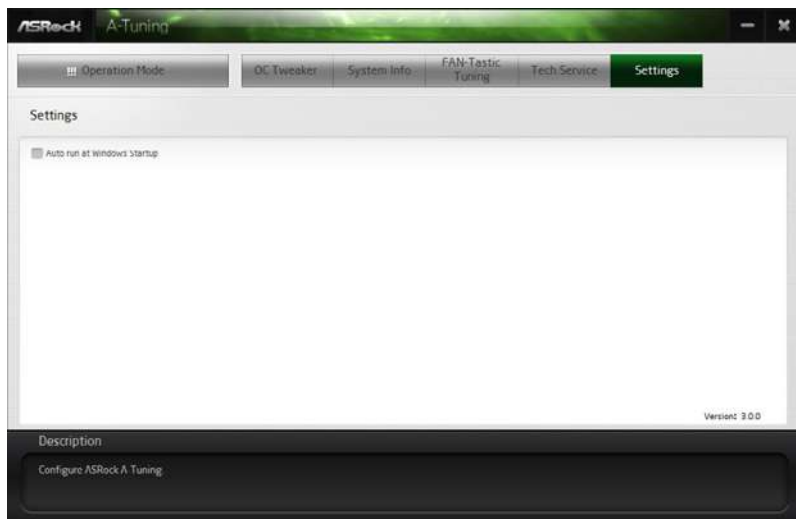 ASRock A-Tuning
Operation Mode
OC Tweaker
System Info
FAN-Tastic
Tuning
Tech Service
Settings
Settings
Auto run at Windows Startup
Version: 3.0.0
Description
Configure ASRock A Tuning.